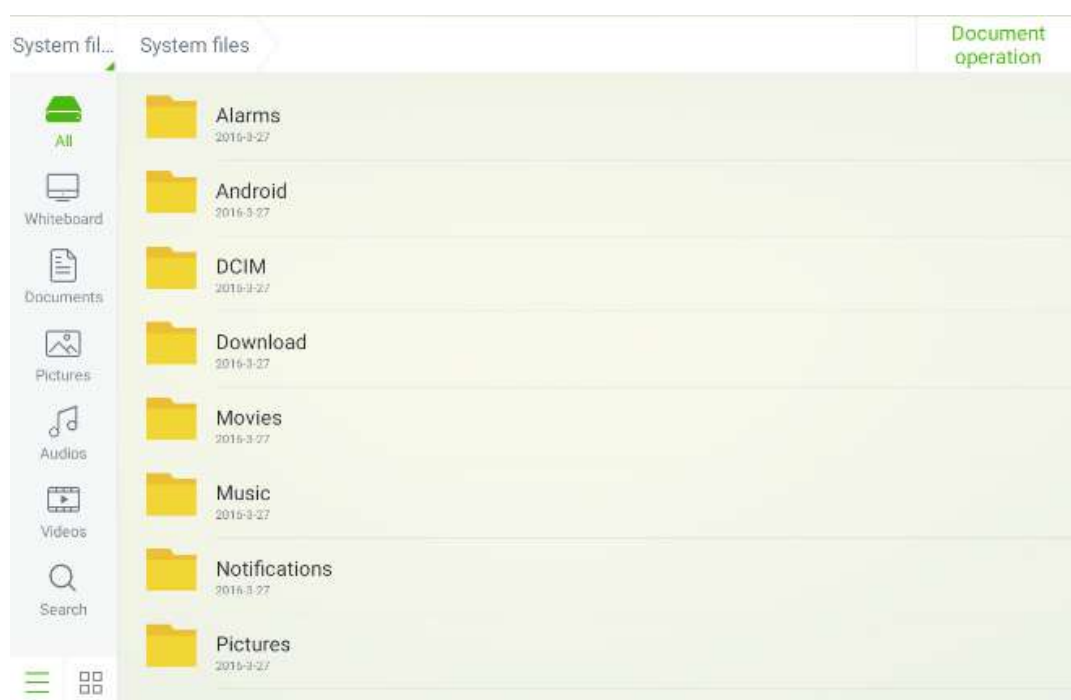 System fil...
System files
Document
operation
All
Whiteboard
Documents
Pictures
Audios
Videos
Search
Alarms
2016-3-27
Android
2016-3-27
DCIM
2016-3-27
Download
2016-3-27
Movies
2016-3-27
Music
2016-3-27
Notifications
2016-3-27
Pictures
2016-3-27